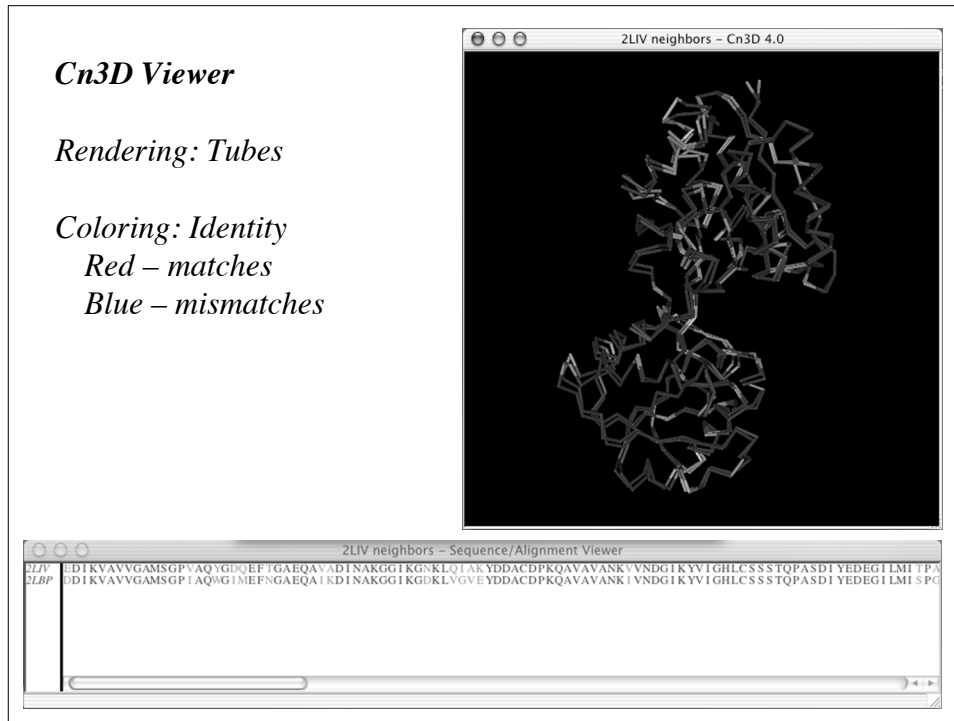 Cn3D Viewer
Rendering: Tubes
Coloring: Identity
Red – matches
Blue – mismatches
2LIV neighbors – Cn3D 4.0
2LIV neighbors – Sequence/Alignment Viewer
2LIV EDIKVAVVGAMSGPVAQYGDQEFTGAEQAVADINAKGGIKGNKLQIAKYDDACDPKQAVAVANKVVNDGIKYVIGHLCSSSTQPASDIYEDEGILMITPA
2LBP DDIKVAVVGAMSGPIAQWGIMEFNGAEQAIKDINAKGGIKGDKLVGVEYDDACDPKQAVAVANKIVNDGIKYVIGHLCSSSTQPASDIYEDEGILMISPG